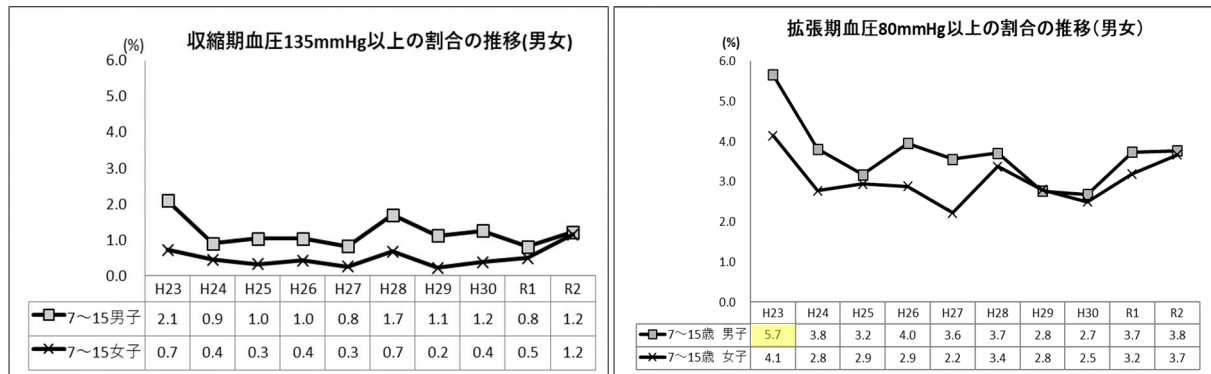 収縮期血圧135mmHg以上の割合の推移(男女)
(%)
6.0
5.0
4.0
3.0
2.0
1.0
0.0
H23 H24 H25 H26 H27 H28 H29 H30 R1 R2
7～15男子 2.1 0.9 1.0 1.0 0.8 1.7 1.1 1.2 0.8 1.2
7～15女子 0.7 0.4 0.3 0.4 0.3 0.7 0.2 0.4 0.5 1.2
拡張期血圧80mmHg以上の割合の推移(男女)
(%)
6.0
5.0
4.0
3.0
2.0
1.0
0.0
H23 H24 H25 H26 H27 H28 H29 H30 R1 R2
7～15歳 男子 5.7 3.8 3.2 4.0 3.6 3.7 2.8 2.7 3.7 3.8
7～15歳 女子 4.1 2.8 2.9 2.9 2.2 3.4 2.8 2.5 3.2 3.7